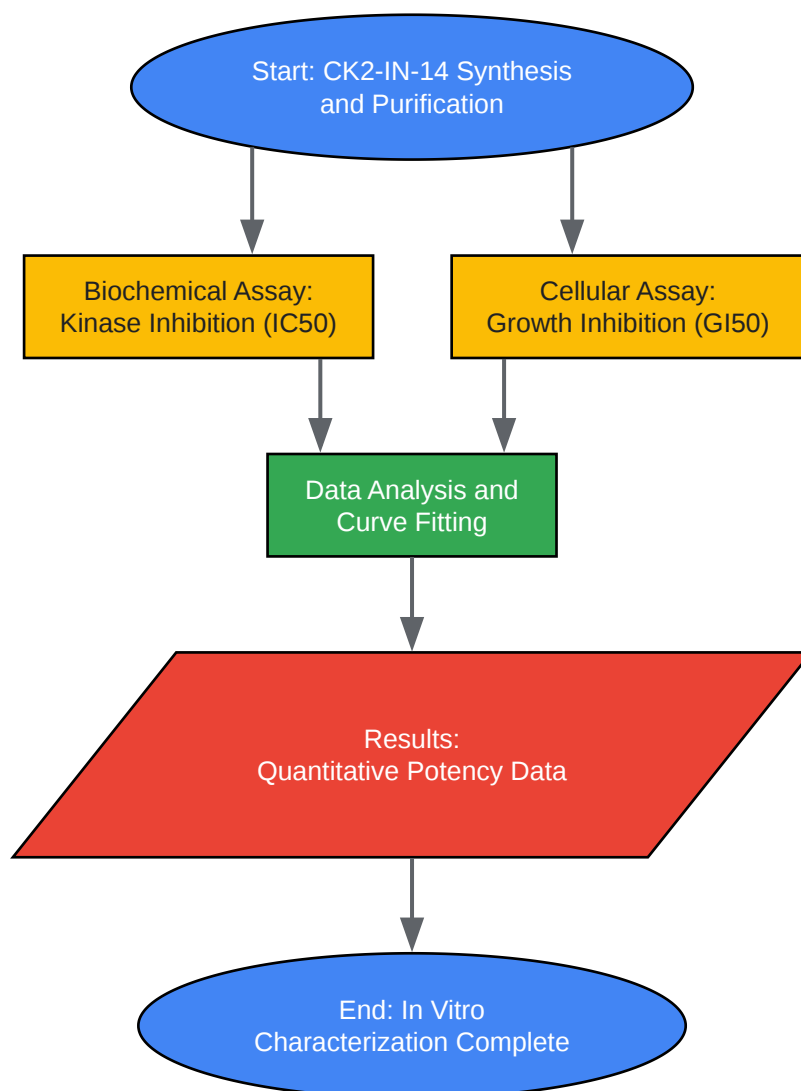 Start: CK2-IN-14 Synthesis
and Purification
Biochemical Assay:
Kinase Inhibition (IC50)
Cellular Assay:
Growth Inhibition (GI50)
Data Analysis and
Curve Fitting
Results:
Quantitative Potency Data
End: In Vitro
Characterization Complete